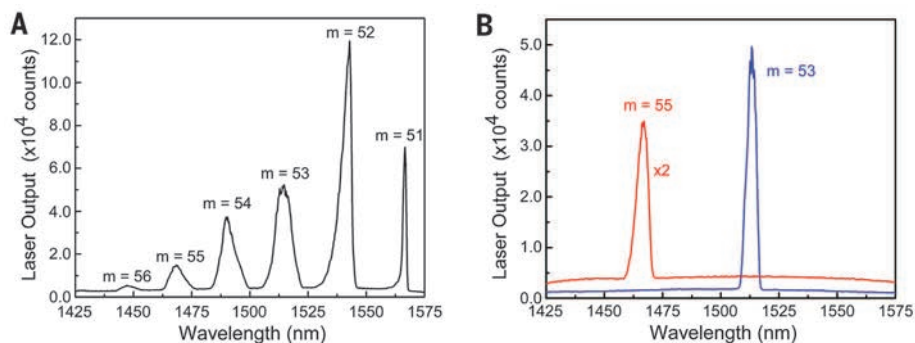 A
12.0
10.0
8.0
6.0
4.0
2.0
0.0
Laser Output (x10⁴ counts)
m = 52
m = 51
m = 53
m = 54
m = 55
m = 56
1425 1450 1475 1500 1525 1550 1575
Wavelength (nm)
B
5.0
4.0
3.0
2.0
1.0
0.0
Laser Output (x10⁴ counts)
m = 53
m = 55
x2
1425 1450 1475 1500 1525 1550 1575
Wavelength (nm)